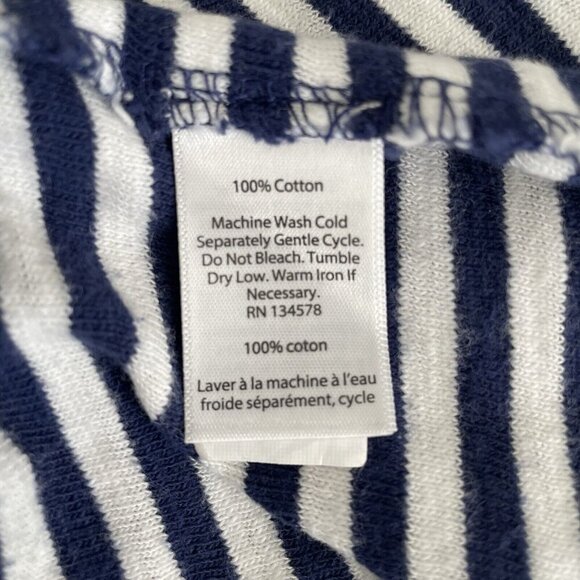 100% Cotton
Machine Wash Cold
Separately Gentle Cycle.
Do Not Bleach. Tumble
Dry Low. Warm Iron If
Necessary.
RN 134578
100% coton
Laver à la machine à l'eau
froide séparément, cycle